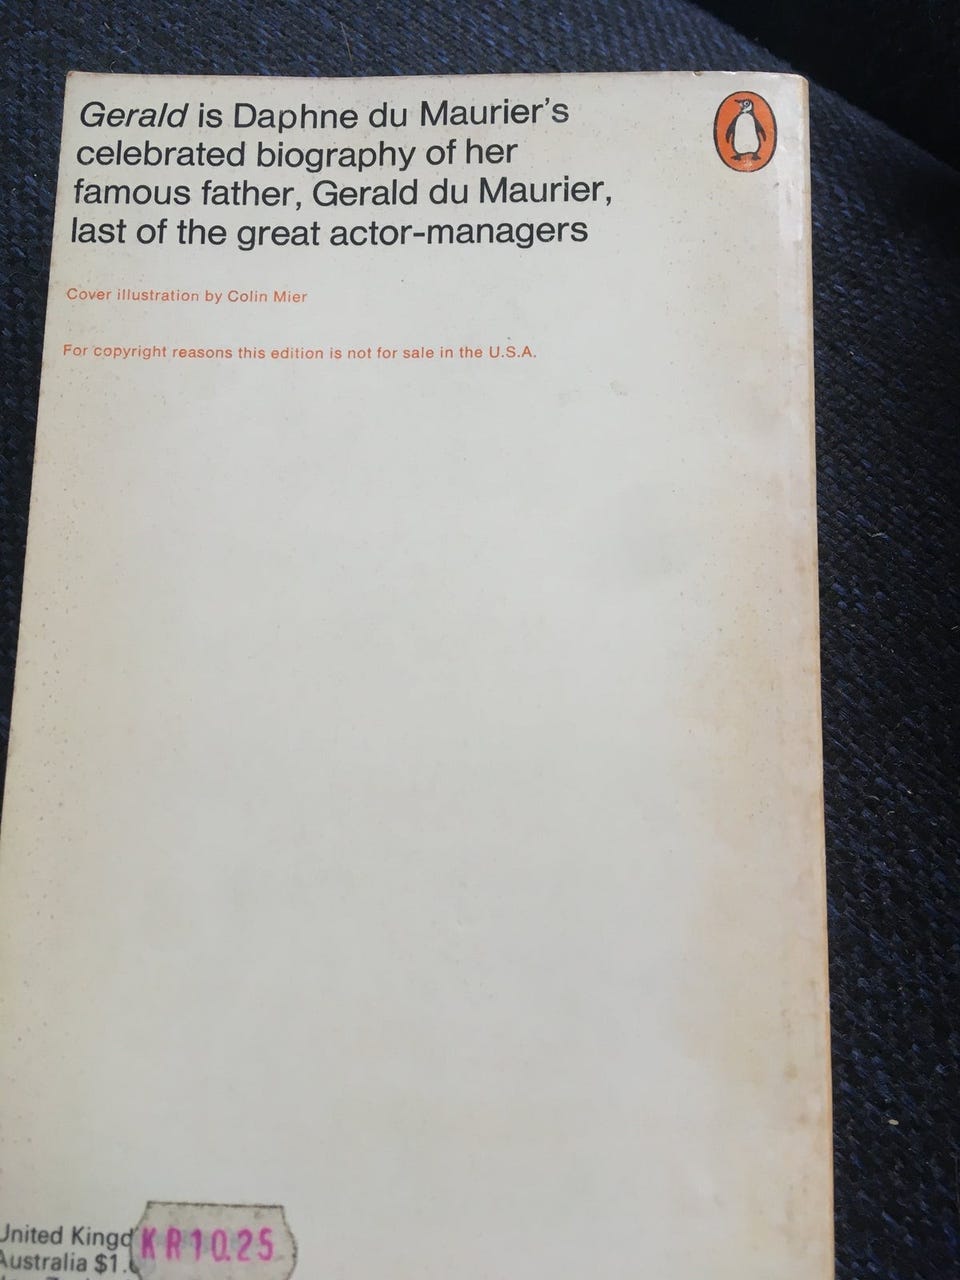 Gerald is Daphne du Maurier's
celebrated biography of her
famous father, Gerald du Maurier,
last of the great actor-managers
Cover illustration by Colin Mier
For copyright reasons this edition is not for sale in the U.S.A.
United
KR10.25
Australia